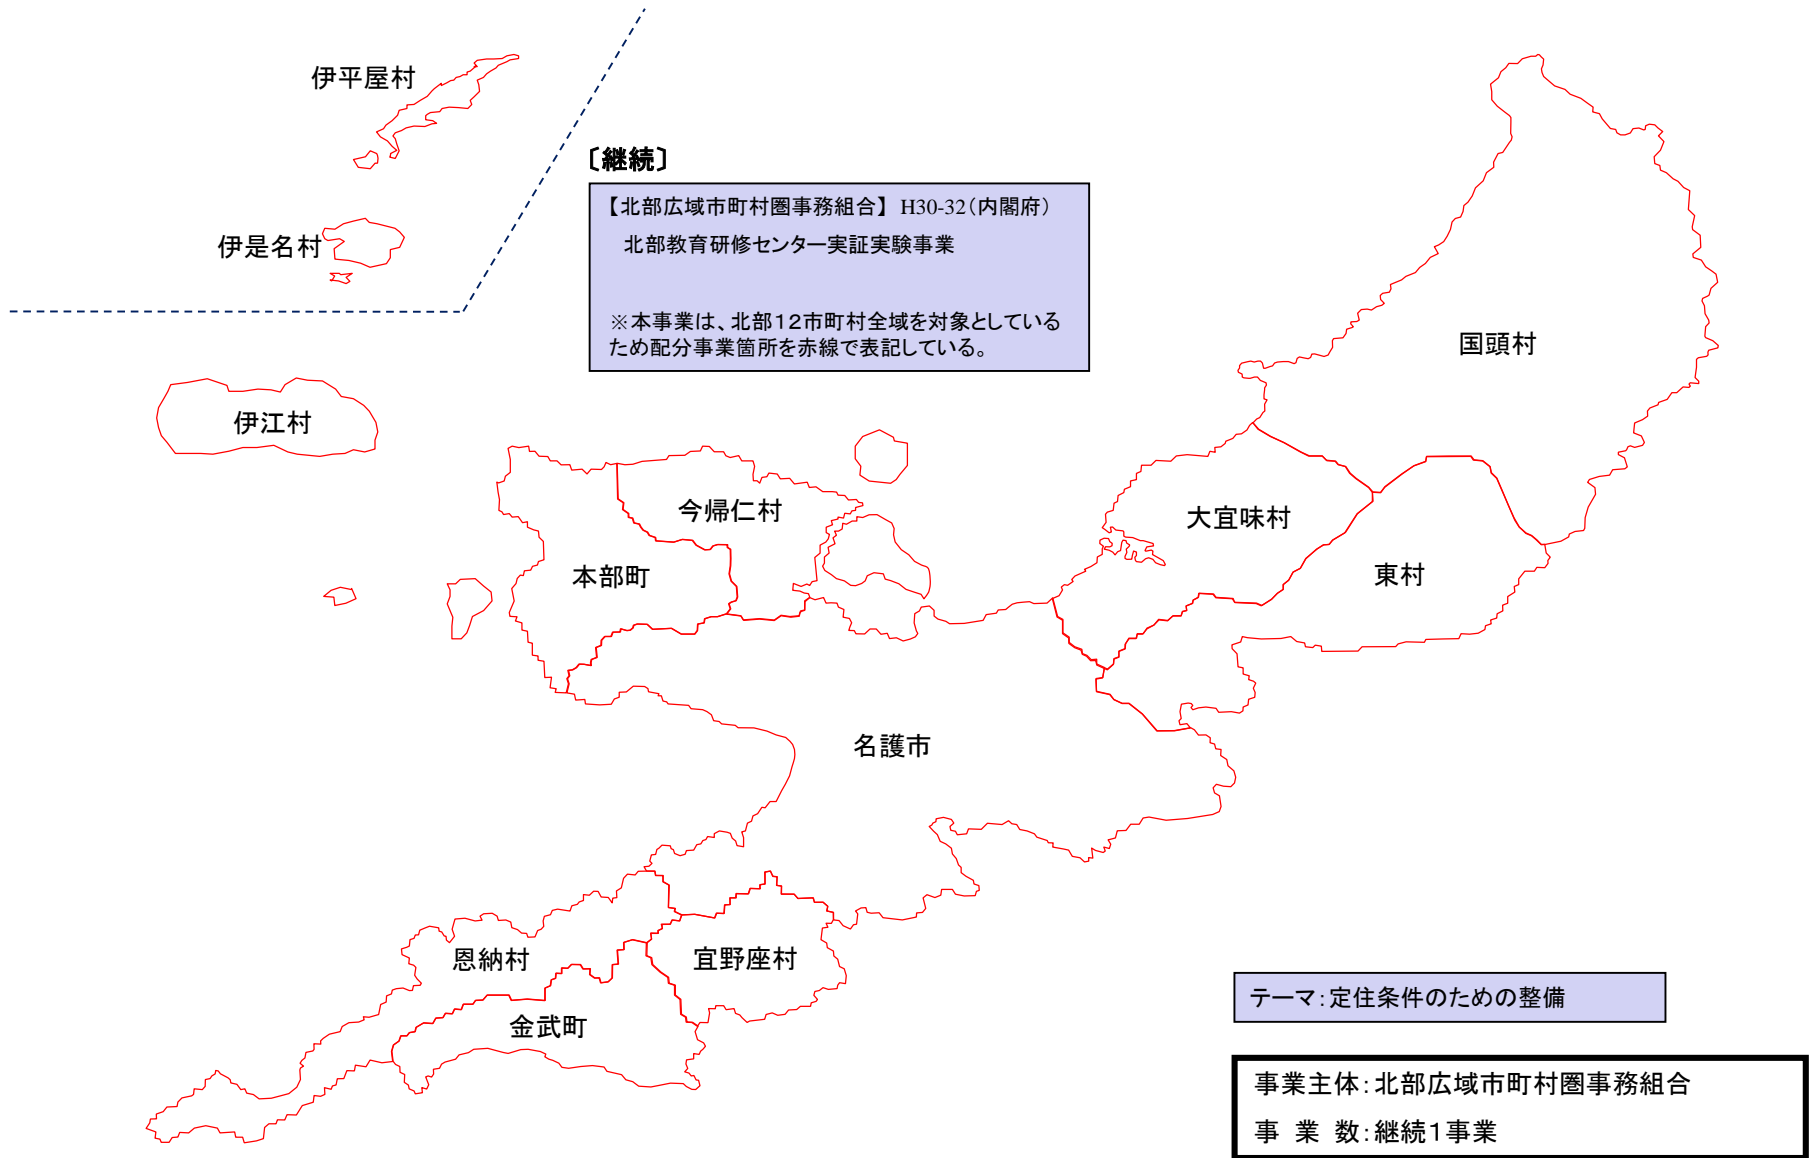 伊平屋村
〔継続〕
【北部広域市町村圏事務組合】 H30-32(内閣府)
北部教育研修センター実証実験事業
※本事業は、北部12市町村全域を対象としている
ため配分事業箇所を赤線で表記している。
伊是名村
国頭村
伊江村
今帰仁村
大宜味村
本部町
東村
名護市
恩納村
宜野座村
金武町
テーマ:定住条件のための整備
事業主体:北部広域市町村圏事務組合
事 業 数:継続1事業